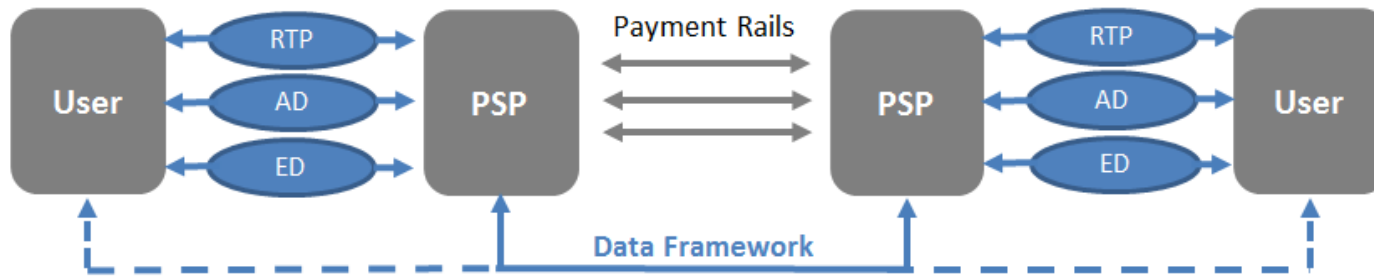 RTP
Payment Rails
RTP
User
AD
PSP
PSP
AD
User
ED
ED
Data Framework